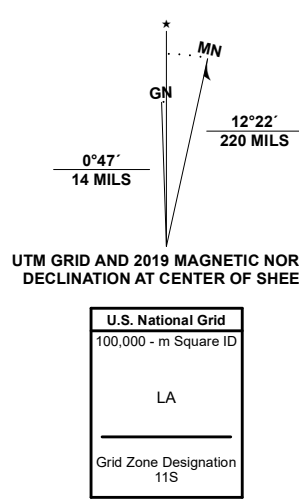 ★
MN
GN
12°22´
220 MILS
0°47´
14 MILS
UTM GRID AND 2019 MAGNETIC NOR
DECLINATION AT CENTER OF SHEE
U.S. National Grid
100,000 - m Square ID
LA
Grid Zone Designation
11S